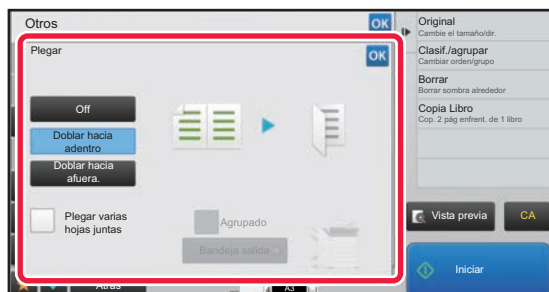 Otros
OK
Plegar
OK
Off
Doblar hacia
adentro
Doblar hacia
afuera.
Plegar varias
hojas juntas
Agrupado
Bandeja salida
Atrás
A3
Original
Cambie el tamaño/dir.
Clasif./agrupar
Cambiar orden/grupo
Borrar
Borrar sombra alrededor
Copia Libro
Cop. 2 pág enfrent. de 1 libro
Vista previa
CA
Iniciar